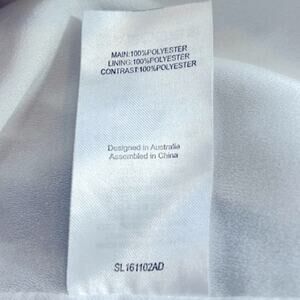 MAIN:100%POLYESTER
LINING:100%POLYESTER
CONTRAST:100%POLYESTER
Designed in Australia
Assembled in China
SL161102AD